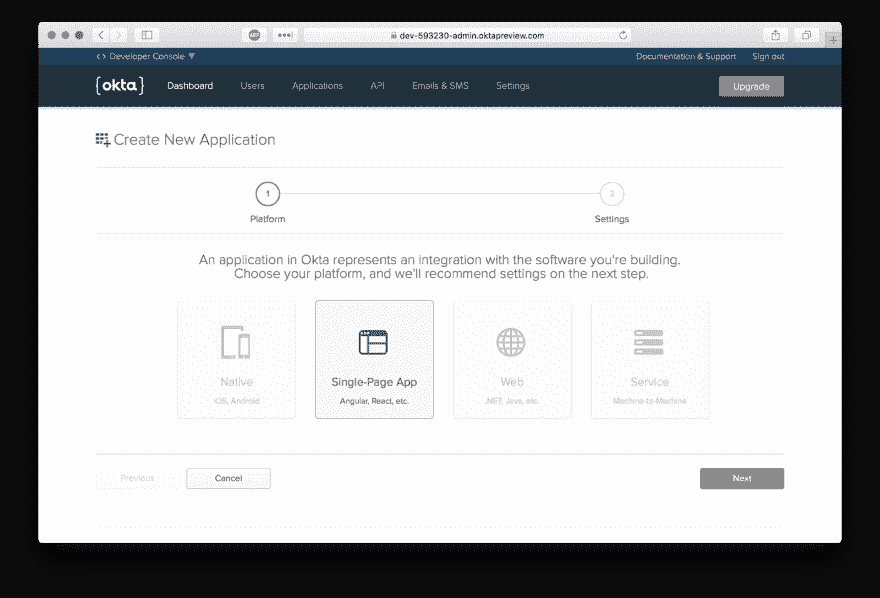 dev-593230-admin.oktapreview.com
<> Developer Console ▼
Documentation & Support
Sign out
{okta}
Dashboard
Users
Applications
API
Emails & SMS
Settings
Upgrade
Create New Application
1
2
Platform
Settings
An application in Okta represents an integration with the software you're building.
Choose your platform, and we'll recommend settings on the next step.
Native
iOS, Android
Single-Page App
Angular, React, etc.
Web
.NET, Java, etc.
Service
Machine-to-Machine
Previous
Cancel
Next